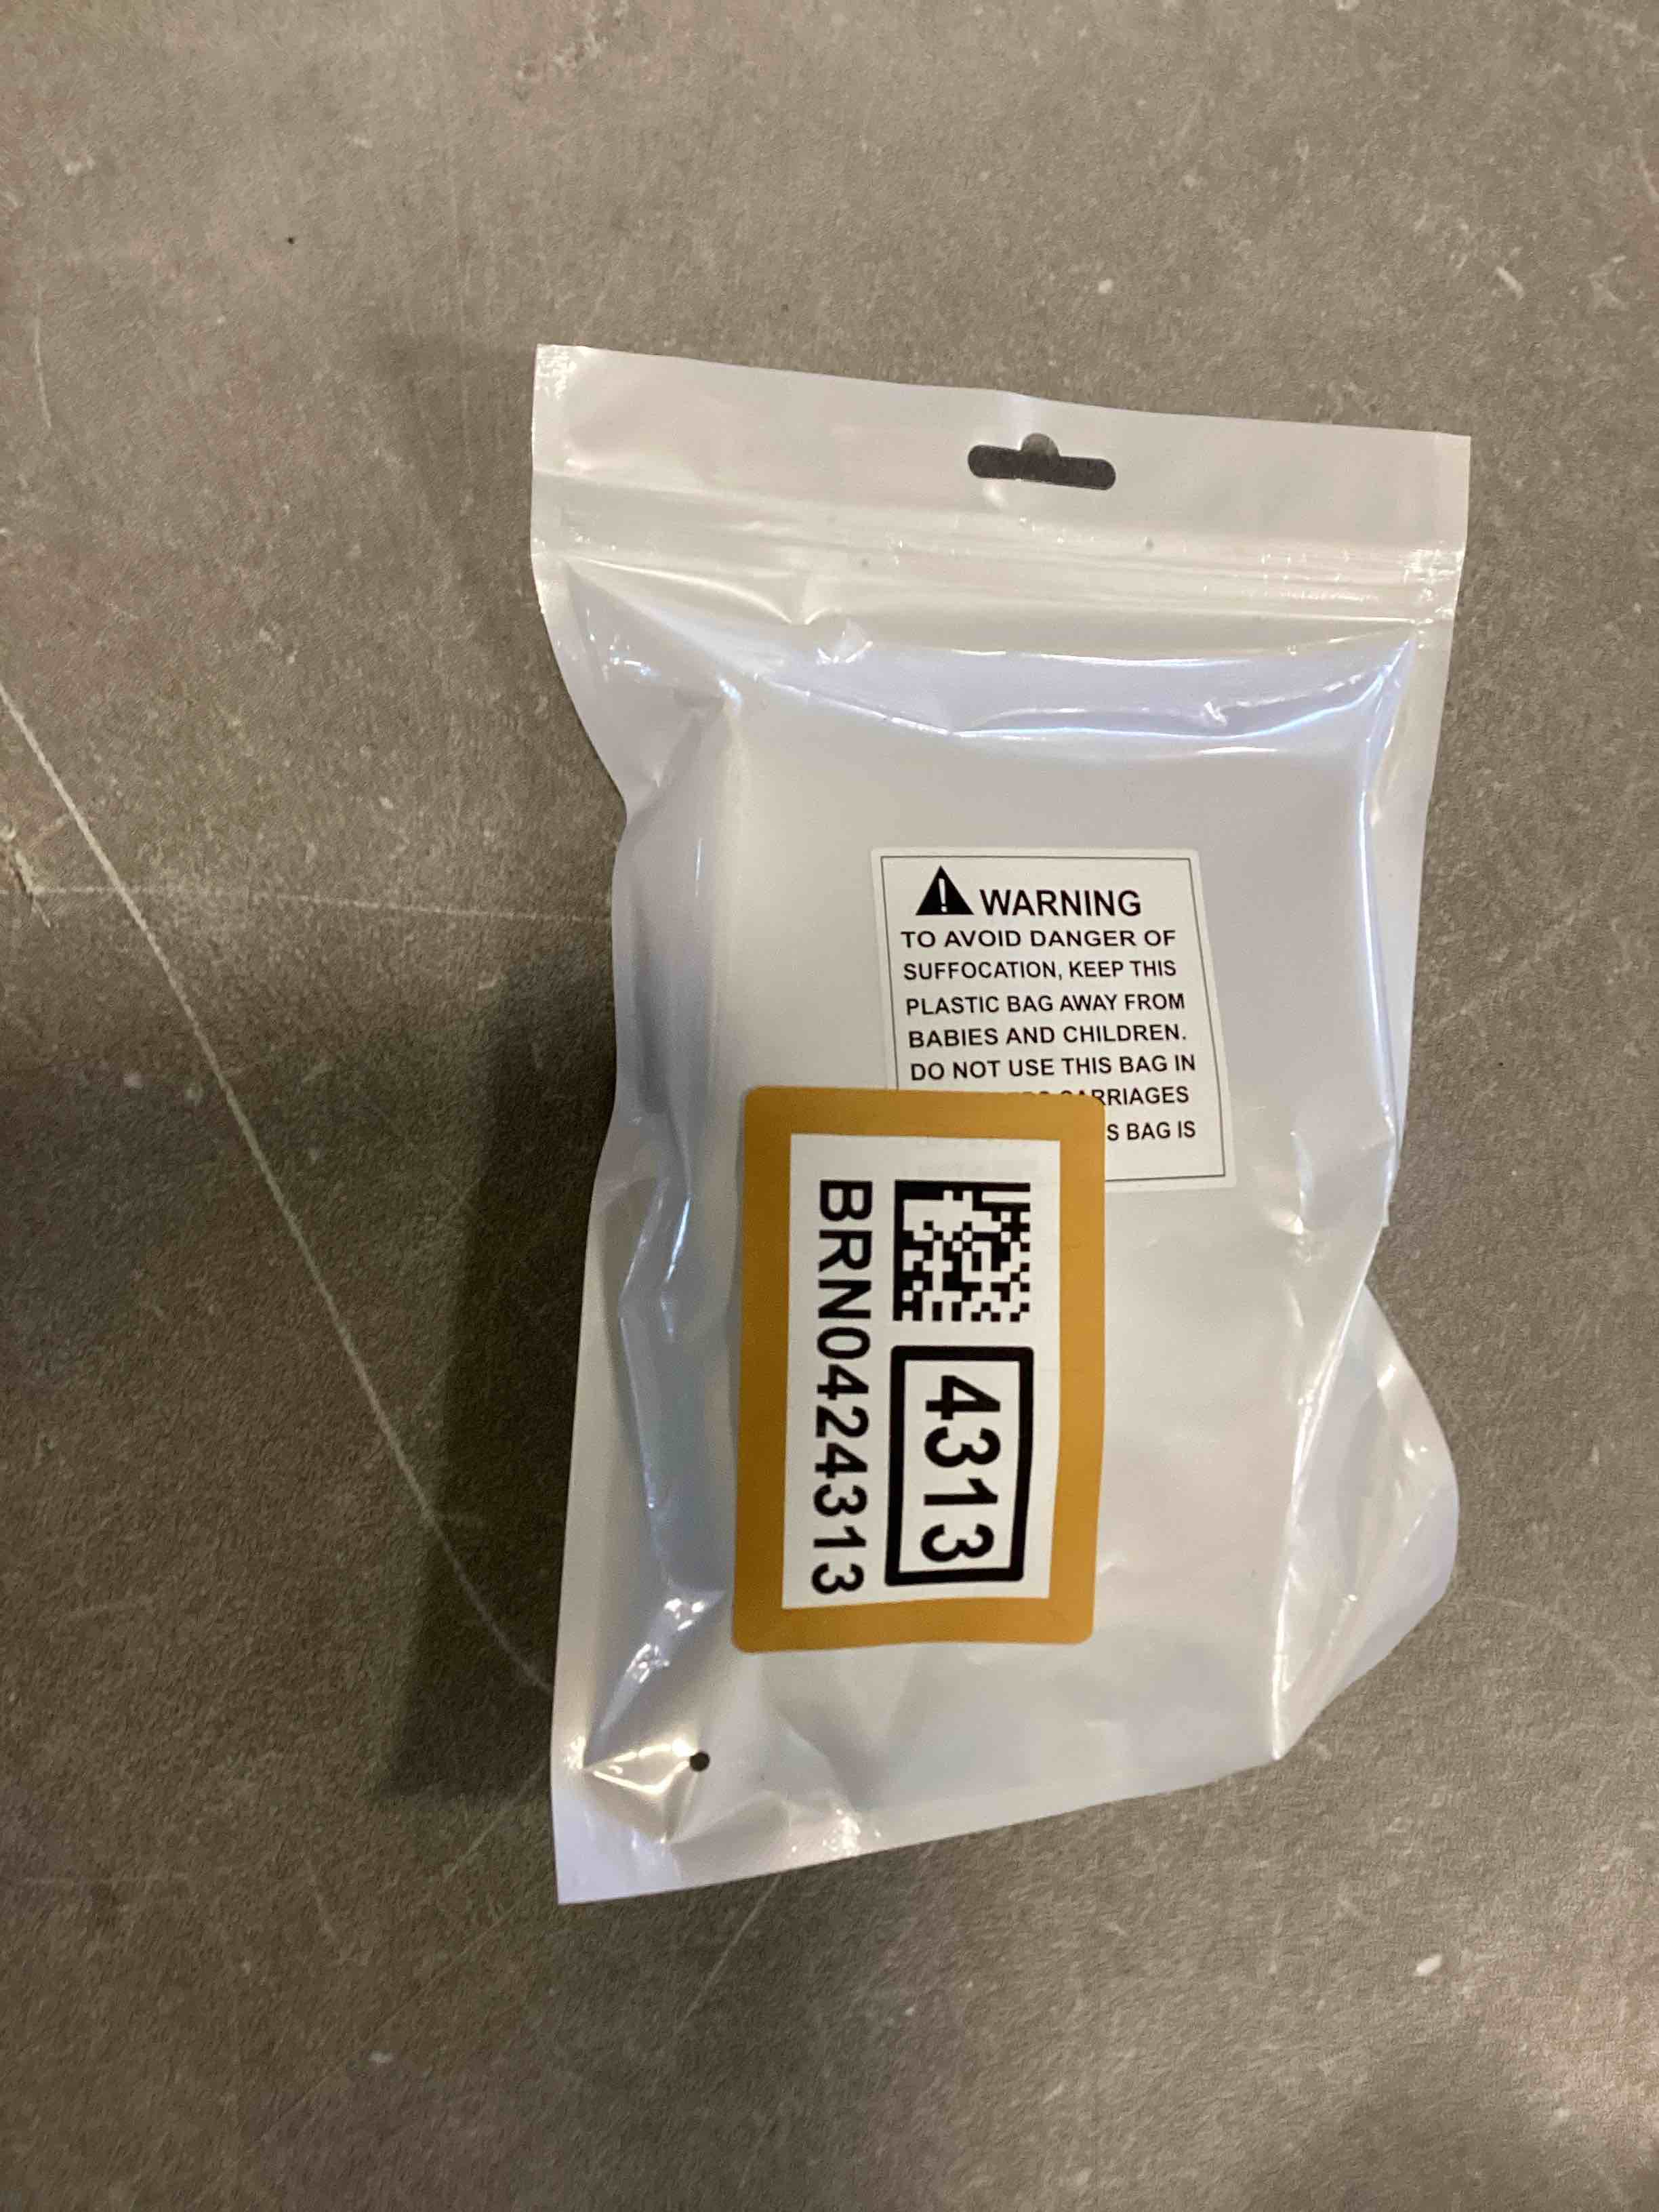 WARNING
TO AVOID DANGER OF
SUFFOCATION, KEEP THIS
PLASTIC BAG AWAY FROM
BABIES AND CHILDREN.
DO NOT USE THIS BAG IN
CARRIAGES
BAG IS
4313
BRN0424313